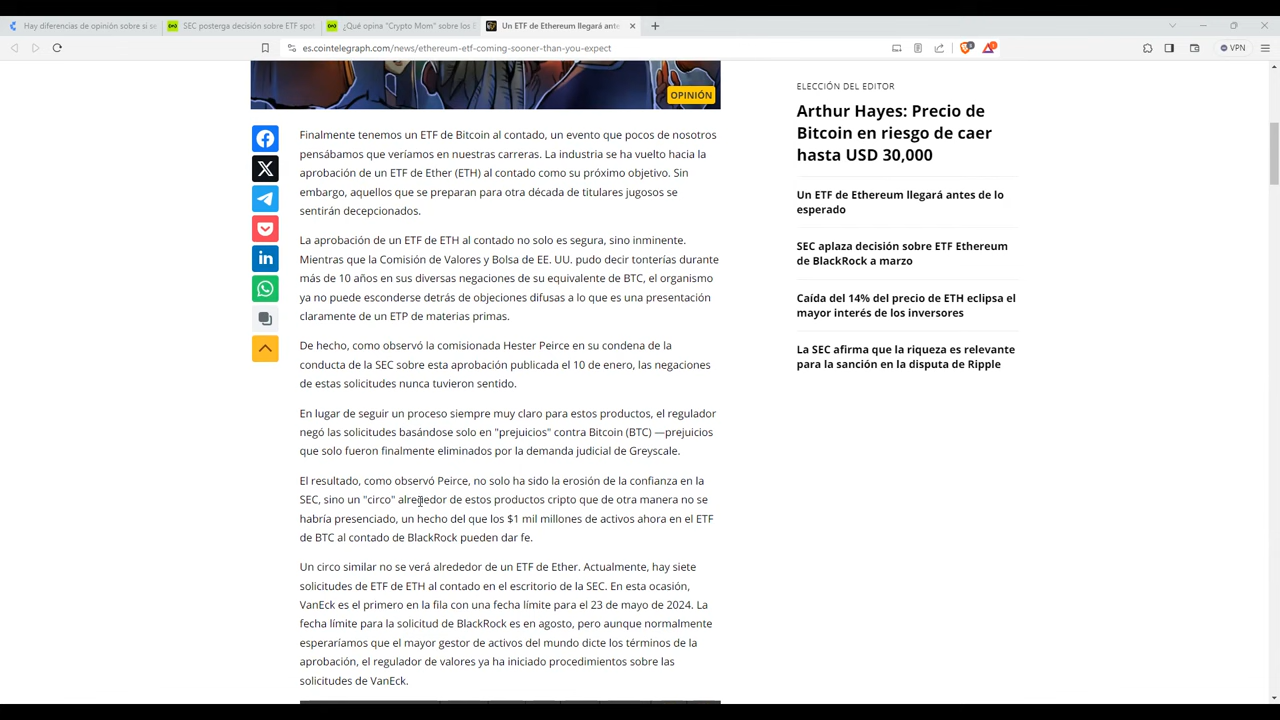 Hay diferencias de opinión sobre si se
SEC posterga decisión sobre ETF spot
¿Qué opina "Crypto Mom" sobre los
Un ETF de Ethereum llegará ante
es.cointelegraph.com/news/ethereum-etf-coming-sooner-than-you-expect
VPN
OPINIÓN
Finalmente tenemos un ETF de Bitcoin al contado, un evento que pocos de nosotros
pensábamos que veríamos en nuestras carreras. La industria se ha vuelto hacia la
aprobación de un ETF de Ether (ETH) al contado como su próximo objetivo. Sin
embargo, aquellos que se preparan para otra década de titulares jugosos se
sentirán decepcionados.
La aprobación de un ETF de ETH al contado no solo es segura, sino inminente.
Mientras que la Comisión de Valores y Bolsa de EE. UU. pudo decir tonterías durante
más de 10 años en sus diversas negaciones de su equivalente de BTC, el organismo
ya no puede esconderse detrás de objeciones difusas a lo que es una presentación
claramente de un ETP de materias primas.
De hecho, como observó la comisionada Hester Peirce en su condena de la
conducta de la SEC sobre esta aprobación publicada el 10 de enero, las negaciones
de estas solicitudes nunca tuvieron sentido.
En lugar de seguir un proceso siempre muy claro para estos productos, el regulador
negó las solicitudes basándose solo en "prejuicios" contra Bitcoin (BTC) —prejuicios
que solo fueron finalmente eliminados por la demanda judicial de Greyscale.
El resultado, como observó Peirce, no solo ha sido la erosión de la confianza en la
SEC, sino un "circo" alrededor de estos productos cripto que de otra manera no se
habría presenciado, un hecho del que los $1 mil millones de activos ahora en el ETF
de BTC al contado de BlackRock pueden dar fe.
Un circo similar no se verá alrededor de un ETF de Ether. Actualmente, hay siete
solicitudes de ETF de ETH al contado en el escritorio de la SEC. En esta ocasión,
VanEck es el primero en la fila con una fecha límite para el 23 de mayo de 2024. La
fecha límite para la solicitud de BlackRock es en agosto, pero aunque normalmente
esperaríamos que el mayor gestor de activos del mundo dicte los términos de la
aprobación, el regulador de valores ya ha iniciado procedimientos sobre las
solicitudes de VanEck.
ELECCIÓN DEL EDITOR
Arthur Hayes: Precio de
Bitcoin en riesgo de caer
hasta USD 30,000
Un ETF de Ethereum llegará antes de lo
esperado
SEC aplaza decisión sobre ETF Ethereum
de BlackRock a marzo
Caída del 14% del precio de ETH eclipsa el
mayor interés de los inversores
La SEC afirma que la riqueza es relevante
para la sanción en la disputa de Ripple